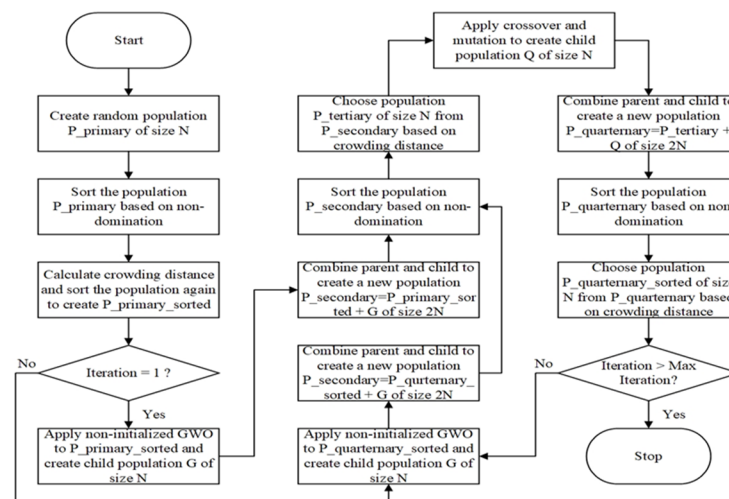 Start
Create random population
P_primary of size N
Sort the population
P_primary based on non-
domination
Calculate crowding distance
and sort the population again
to create P_primary_sorted
Iteration = 1 ?
No
Yes
Apply non-initialized GWO
to P_primary_sorted and
create child population G of
size N
Apply crossover and
mutation to create child
population Q of size N
Choose population
P_tertiary of size N from
P_secondary based on
crowding distance
Sort the population
P_secondary based on non-
domination
Combine parent and child to
create a new population
P_secondary=P_primary_sor
ted + G of size 2N
Combine parent and child to
create a new population
P_secondary=P_qurternary_
sorted + G of size 2N
Apply non-initialized GWO
to P_quarternary_sorted and
create child population G of
size N
Combine parent and child to
create a new population
P_quarternary=P_tertiary +
Q of size 2N
Sort the population
P_quarternary based on non-
domination
Choose population
P_quarternary_sorted of size
N from P_quarternary based
on crowding distance
Iteration > Max
Iteration?
No
Yes
Stop